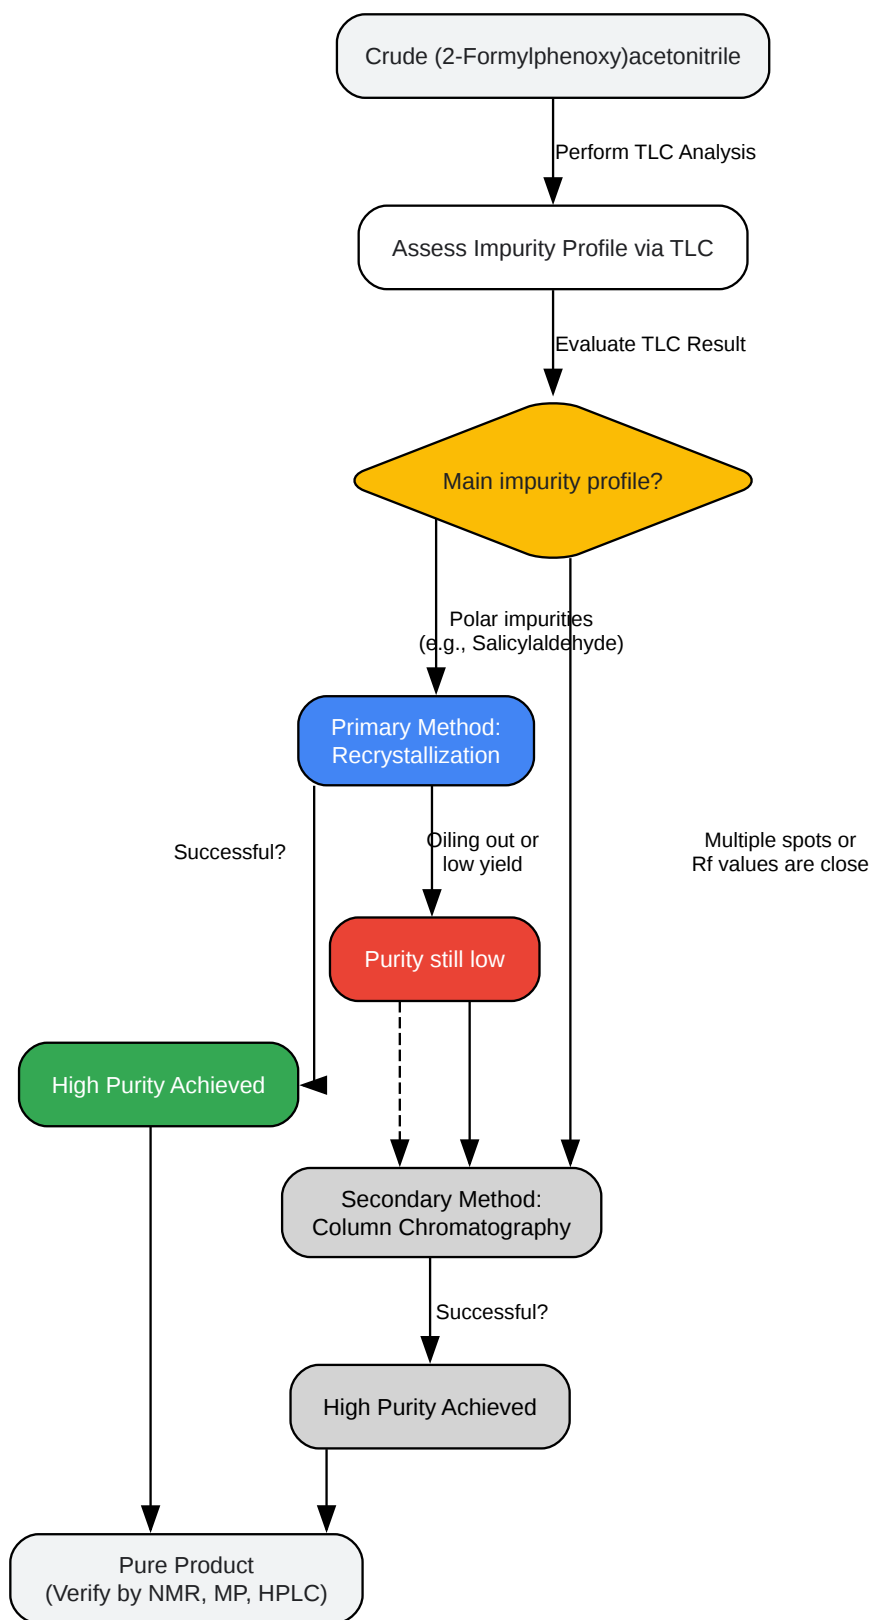 Crude (2-Formylphenoxy)acetonitrile
Perform TLC Analysis
Assess Impurity Profile via TLC
Evaluate TLC Result
Main impurity profile?
Polar impurities
(e.g., Salicylaldehyde)
Primary Method:
Recrystallization
Successful?
Oiling out or
low yield
Multiple spots or
Rf values are close
Purity still low
High Purity Achieved
Secondary Method:
Column Chromatography
Successful?
High Purity Achieved
Pure Product
(Verify by NMR, MP, HPLC)